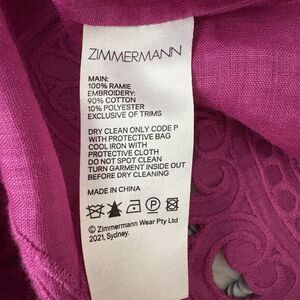 ZIMMERMANN
MAIN:
100% RAMIE
EMBROIDERY:
90% COTTON
10% POLYESTER
EXCLUSIVE OF TRIMS
DRY CLEAN ONLY CODE P
WITH PROTECTIVE BAG
COOL IRON WITH
PROTECTIVE CLOTH
DO NOT SOAK
TURN GARMENT INSIDE OUT
BEFORE DRY CLEANING
MADE IN CHINA
P
© Zimmermann Wear Pty Ltd
2021, Sydney.